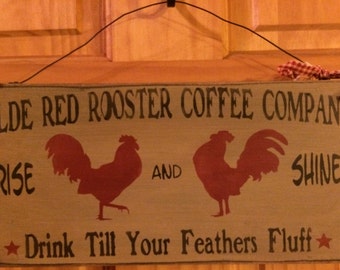 LDE RED ROOSTER COFFEE COMPAN
RISE AND SHINE
Drink Till Your Feathers Fluff